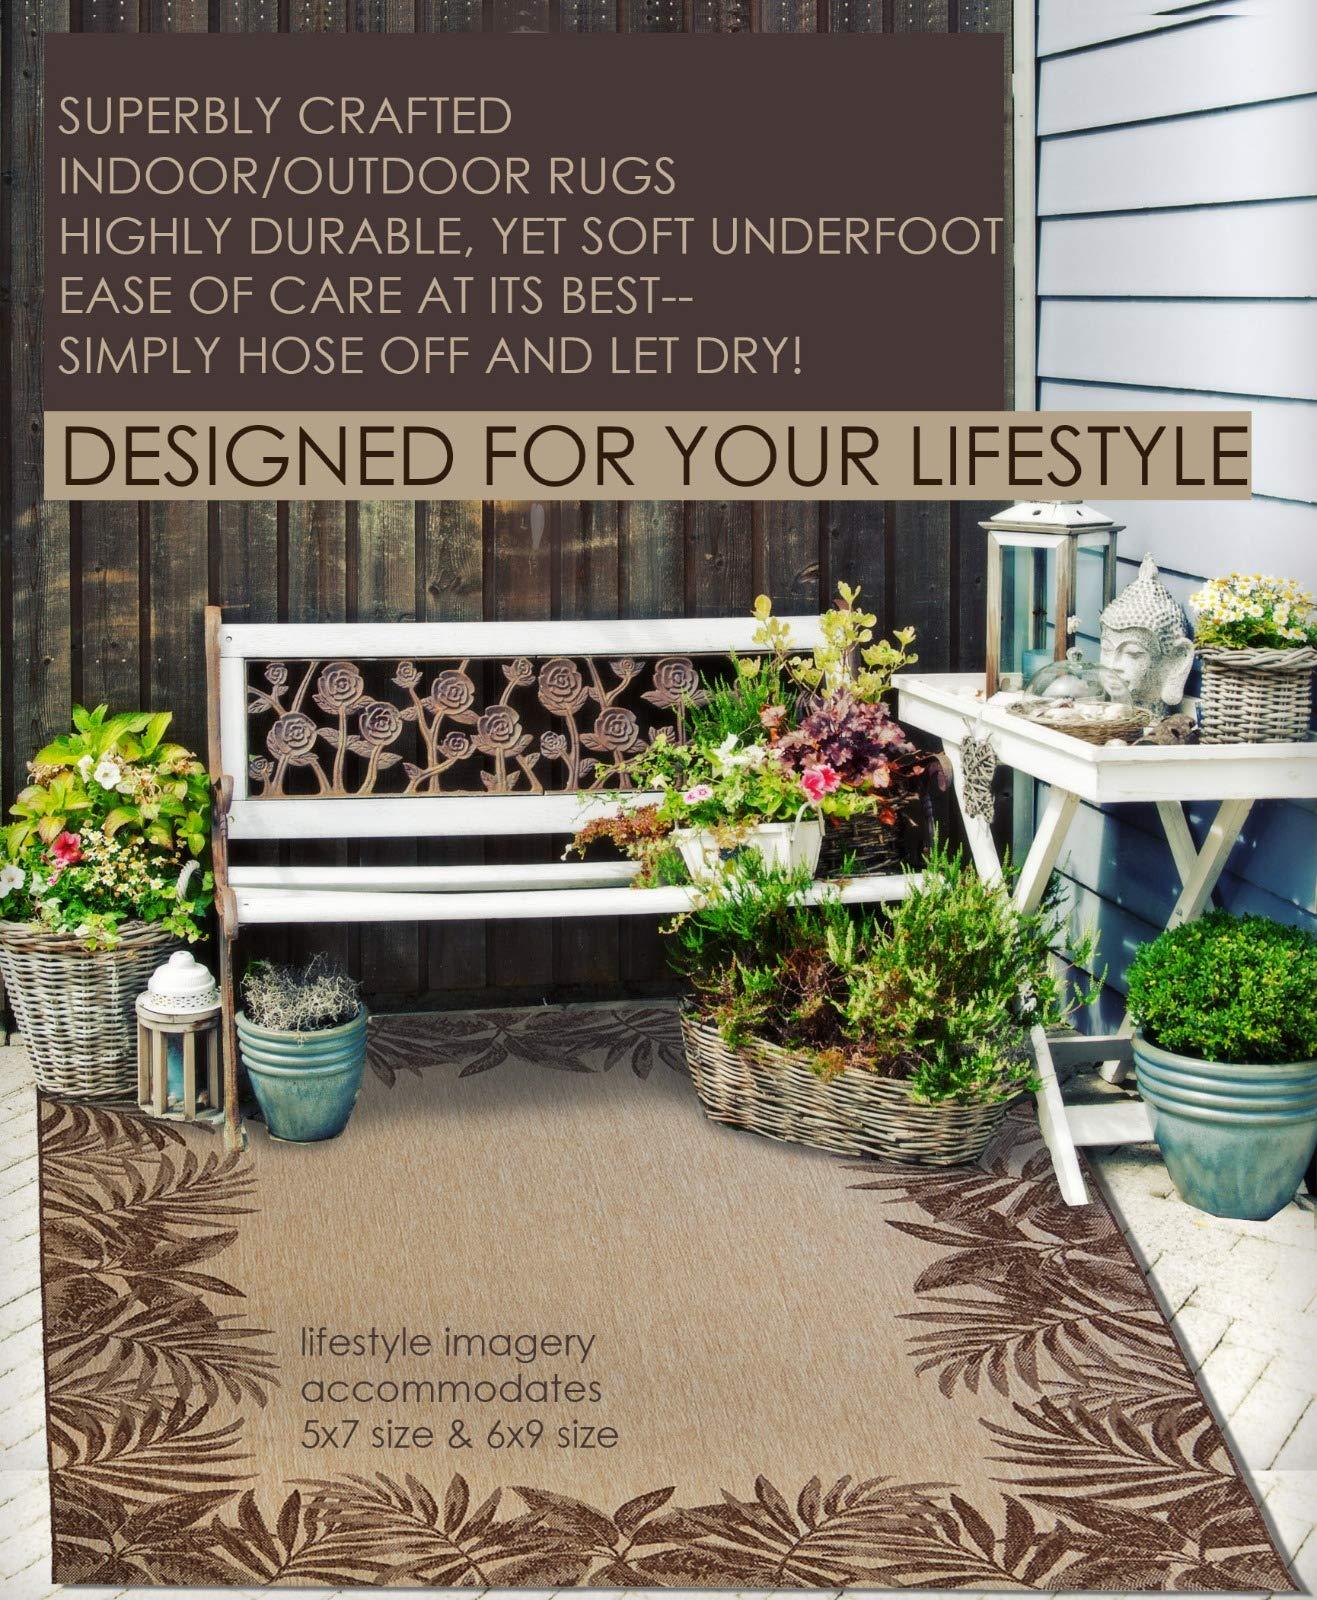 SUPERBLY CRAFTED
INDOOR/OUTDOOR RUGS
HIGHLY DURABLE, YET SOFT UNDERFOOT
EASE OF CARE AT ITS BEST--
SIMPLY HOSE OFF AND LET DRY!
DESIGNED FOR YOUR LIFESTYLE
lifestyle imagery
accommodates
5x7 size & 6x9 size